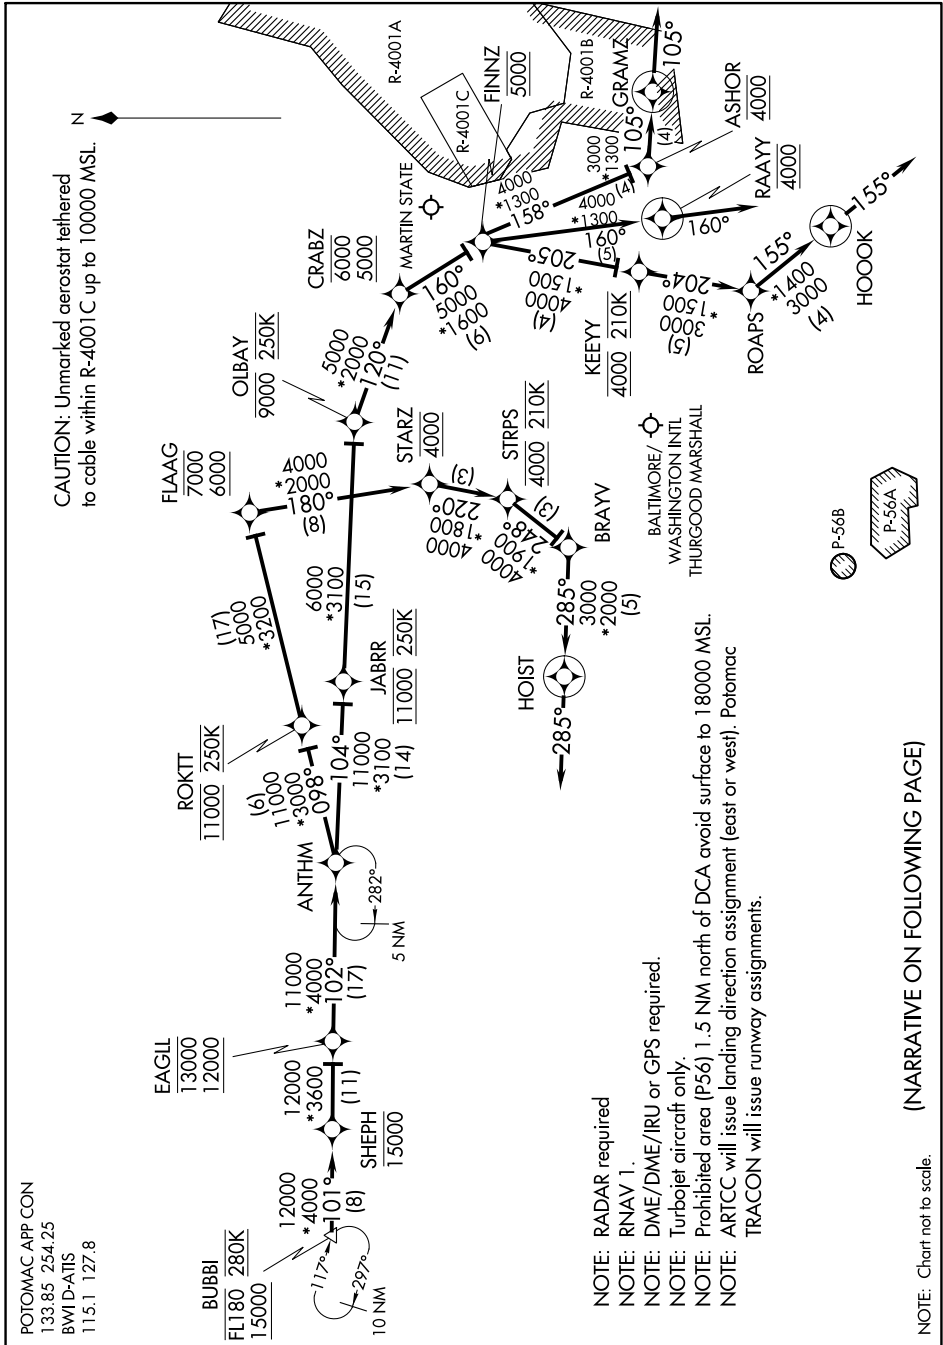 POTOMAC APP CON
133.85 254.25
BWI D-ATIS
115.1 127.8
CAUTION: Unmarked aerostat tethered
to cable within R-4001C up to 10000 MSL.
N
R-4001A
R-4001C
R-4001B
BUBBI
FL180 280K
15000
117°
297°
10 NM
12000
*4000
101°
(8)
SHEPH
15000
12000
*3600
(11)
EAGLL
13000
12000
11000
*4000
102°
(17)
ANTHM
282°
5 NM
(6)
11000
*3000
098°
ROKTT
11000 250K
(17)
5000
*3200
104°
11000
*3100
(14)
JABRR
11000 250K
6000
*3100
(15)
FLAAG
7000
6000
4000
*2000
180°
(8)
STARZ
4000
(3)
220°
*1800
4000
STRPS
4000 210K
(3)
248°
*1900
4000
BRAYV
285°
3000
*2000
(5)
HOIST
285°
OLBAY
9000 250K
5000
*2000
120°
(11)
CRABZ
6000
5000
160°
5000
*1600
(9)
MARTIN STATE
FINNZ
5000
4000
*1300
158°
(4)
4000
*1300
160°
(5)
205°
*1500
4000
(4)
KEEYY
4000 210K
204°
*1500
3000
(5)
ROAPS
155°
*1400
3000
(4)
HOOOK
155°
RAAYY
4000
160°
ASHOR
4000
3000
*1300
105°
(4)
GRAMZ
105°
BALTIMORE/
WASHINGTON INTL
THURGOOD MARSHALL
P-56B
P-56A
NOTE: RADAR required
NOTE: RNAV 1.
NOTE: DME/DME/IRU or GPS required.
NOTE: Turbojet aircraft only.
NOTE: Prohibited area (P56) 1.5 NM north of DCA avoid surface to 18000 MSL.
NOTE: ARTCC will issue landing direction assignment (east or west). Potomac
TRACON will issue runway assignments.
(NARRATIVE ON FOLLOWING PAGE)
NOTE: Chart not to scale.